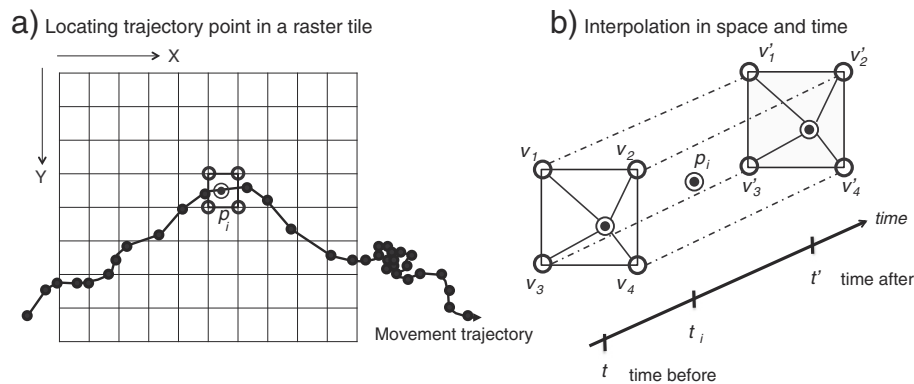 a) Locating trajectory point in a raster tile
X
Y
p_i
Movement trajectory
b) Interpolation in space and time
v'_1
v'_2
v_1
v_2
p_i
v'_3
v'_4
v_3
v_4
time
t' time after
t_i
t time before